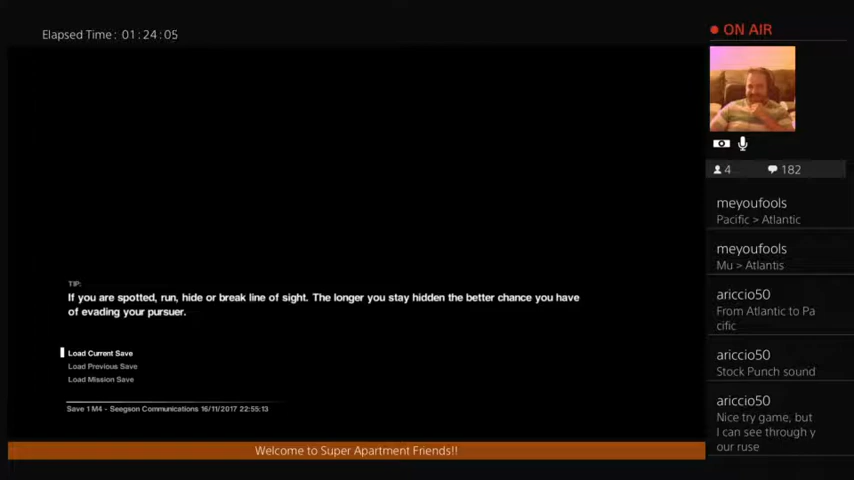 Elapsed Time: 01:24:05
ON AIR
4
182
meyoufools
Pacific > Atlantic
meyoufools
Mu > Atlantis
ariccio50
From Atlantic to Pa
cific
ariccio50
Stock Punch sound
ariccio50
Nice try game, but
I can see through y
our ruse
TIP:
If you are spotted, run, hide or break line of sight. The longer you stay hidden the better chance you have
of evading your pursuer.
Load Current Save
Load Previous Save
Load Mission Save
Save 1 M4 - Seegson Communications 16/11/2017 22:55:13
Welcome to Super Apartment Friends!!